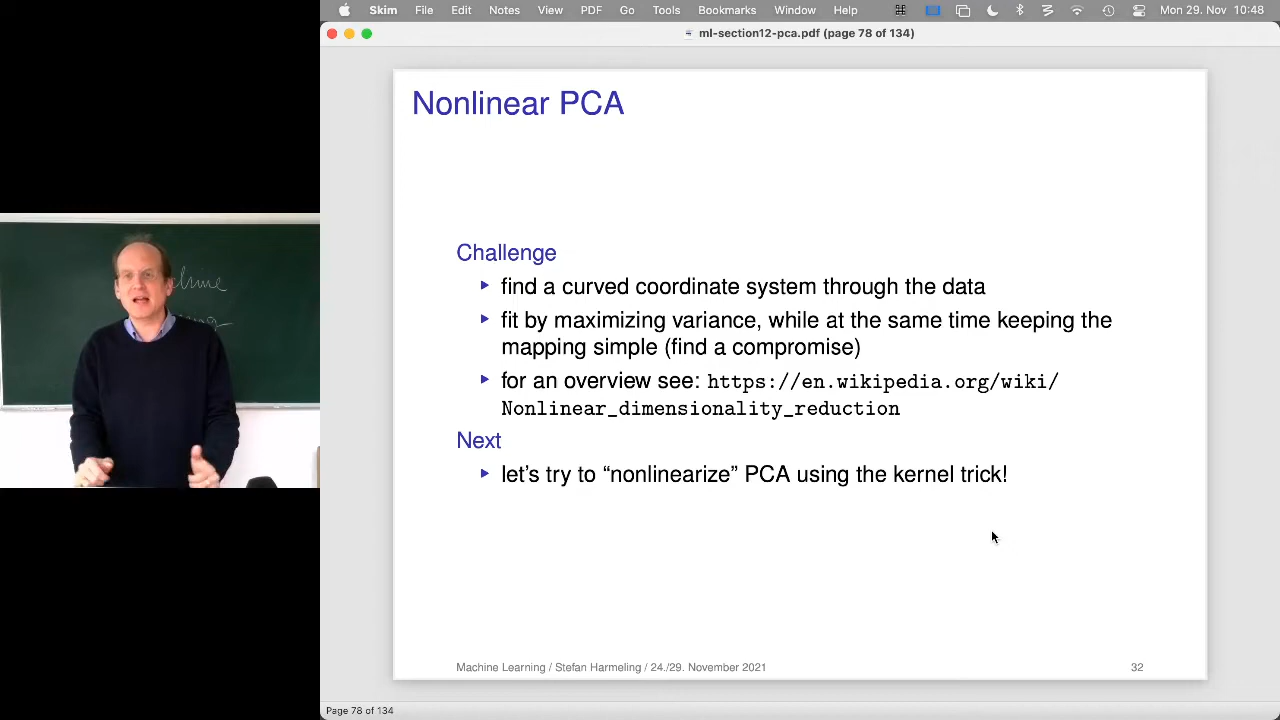 Skim File Edit Notes View PDF Go Tools Bookmarks Window Help Mon 29. Nov 10:48
ml-section12-pca.pdf (page 78 of 134)
Nonlinear PCA
Challenge
find a curved coordinate system through the data
fit by maximizing variance, while at the same time keeping the
mapping simple (find a compromise)
for an overview see: https://en.wikipedia.org/wiki/
Nonlinear_dimensionality_reduction
Next
let's try to “nonlinearize” PCA using the kernel trick!
Machine Learning / Stefan Harmeling / 24./29. November 2021 32
Page 78 of 134